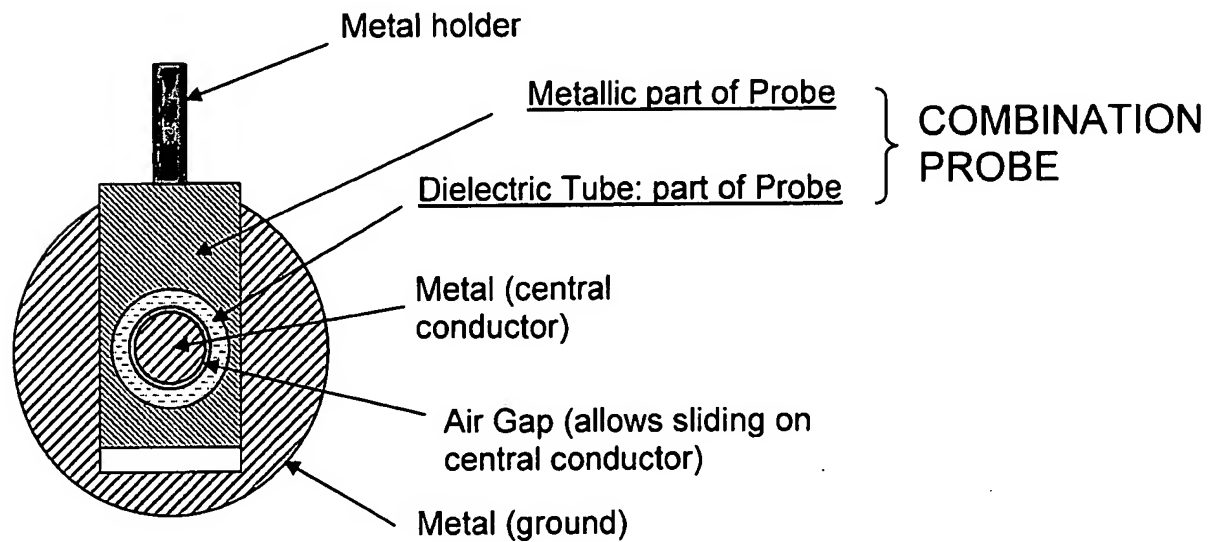 Metal holder
Metallic part of Probe
COMBINATION
PROBE
Dielectric Tube: part of Probe
Metal (central
conductor)
Air Gap (allows sliding on
central conductor)
Metal (ground)